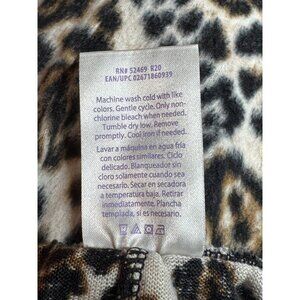 RN# 52469 R20
EAN/UPC 02671860939
Machine wash cold with like
colors. Gentle cycle. Only non-
chlorine bleach when needed.
Tumble dry low. Remove
promptly. Cool iron if needed.
Lavar a máquina en agua fría
con colores similares. Ciclo
delicado. Blanqueador sin
cloro solamente cuando sea
necesario. Secar en secadora
a temperatura baja. Retirar
inmediatamente. Plancha
templada, si es necesario.